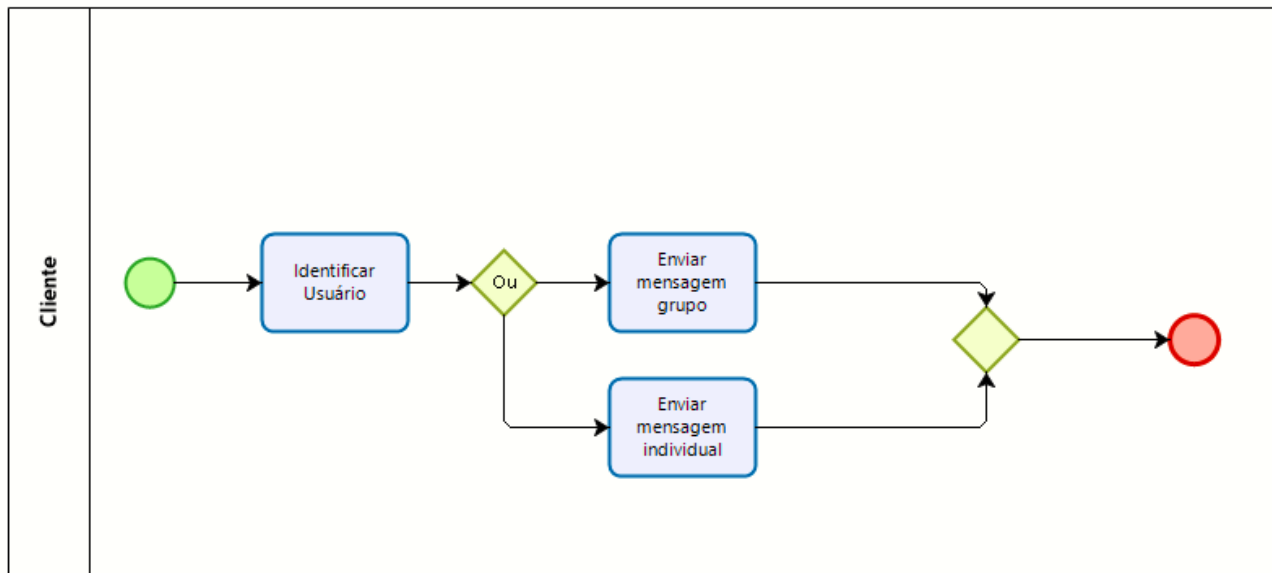 Cliente
Identificar
Usuário
Ou
Enviar
mensagem
grupo
Enviar
mensagem
individual